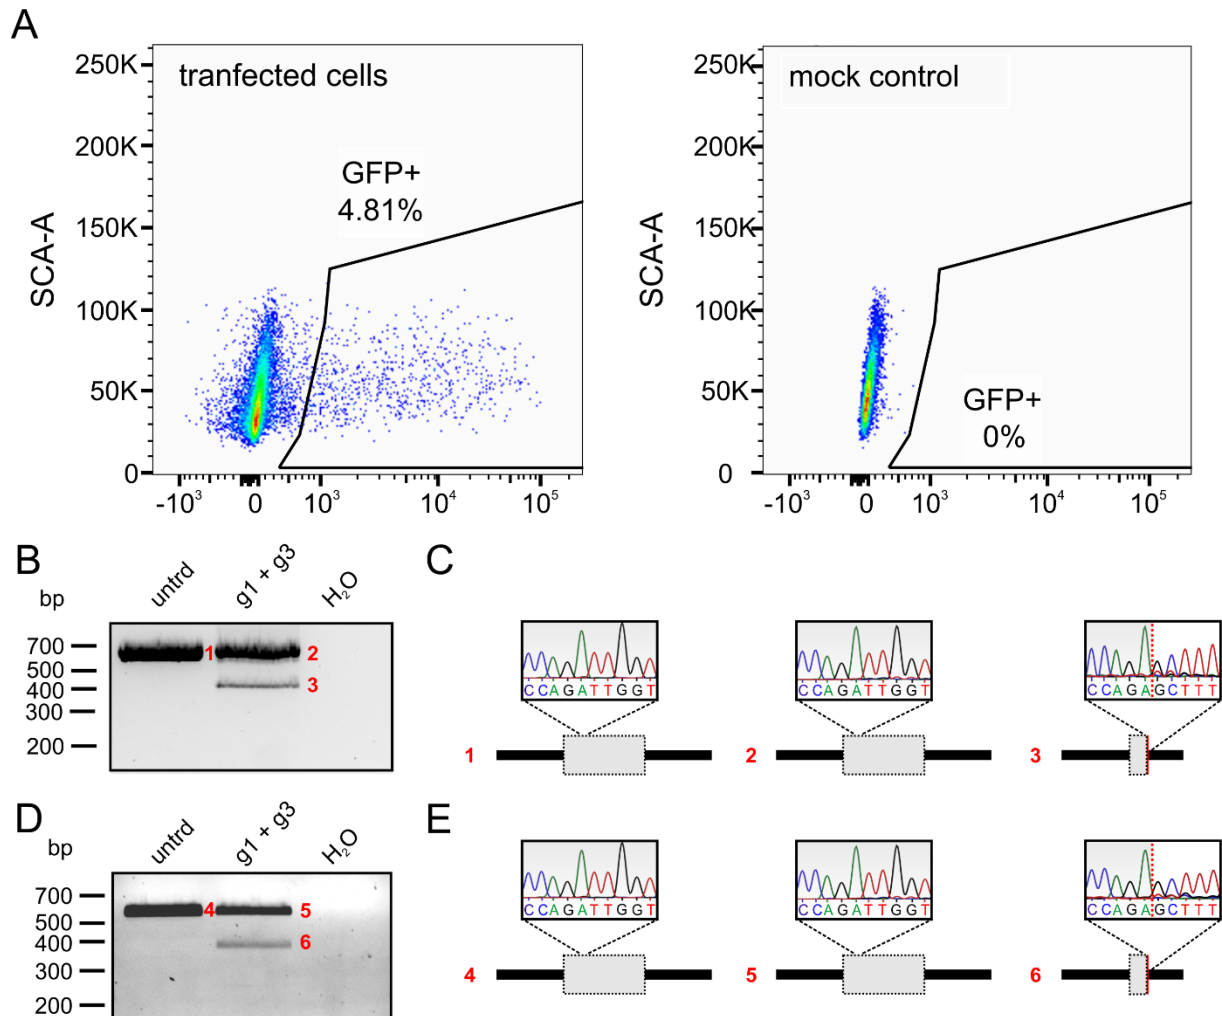 A
tranfected cells
GFP+
4.81%
SCA-A
250K
200K
150K
100K
50K
0
-10³ 0 10³ 10⁴ 10⁵
mock control
GFP+
0%
SCA-A
250K
200K
150K
100K
50K
0
-10³ 0 10³ 10⁴ 10⁵
B
bp
untrd
g1 + g3
H₂O
700
500
400
300
200
1
2
3
C
CCAGATTGGT
1
CCAGATTGGT
2
CCAGAGCTTT
3
D
bp
untrd
g1 + g3
H₂O
700
500
400
300
200
4
5
6
E
CCAGATTGGT
4
CCAGATTGGT
5
CCAGAGCTTT
6